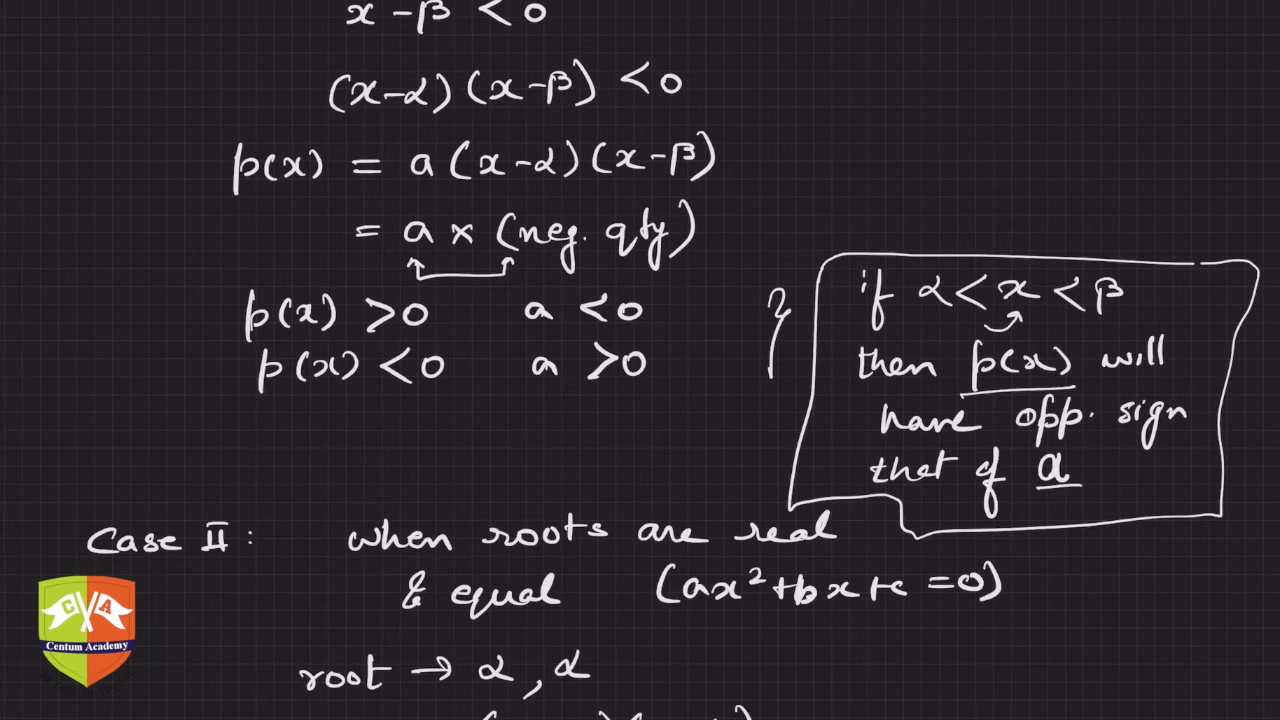 x - β < 0
(x-α) (x-β) < 0
p(x) = a (x-α) (x-β)
= a × (neg. qty)
p(x) > 0 a < 0
p(x) < 0 a > 0
if α < x < β
then p(x) will
have opp. sign
that of a
Case II : when roots are real
& equal (ax²+bx+c =0)
root → α , α
C A
Centum Academy